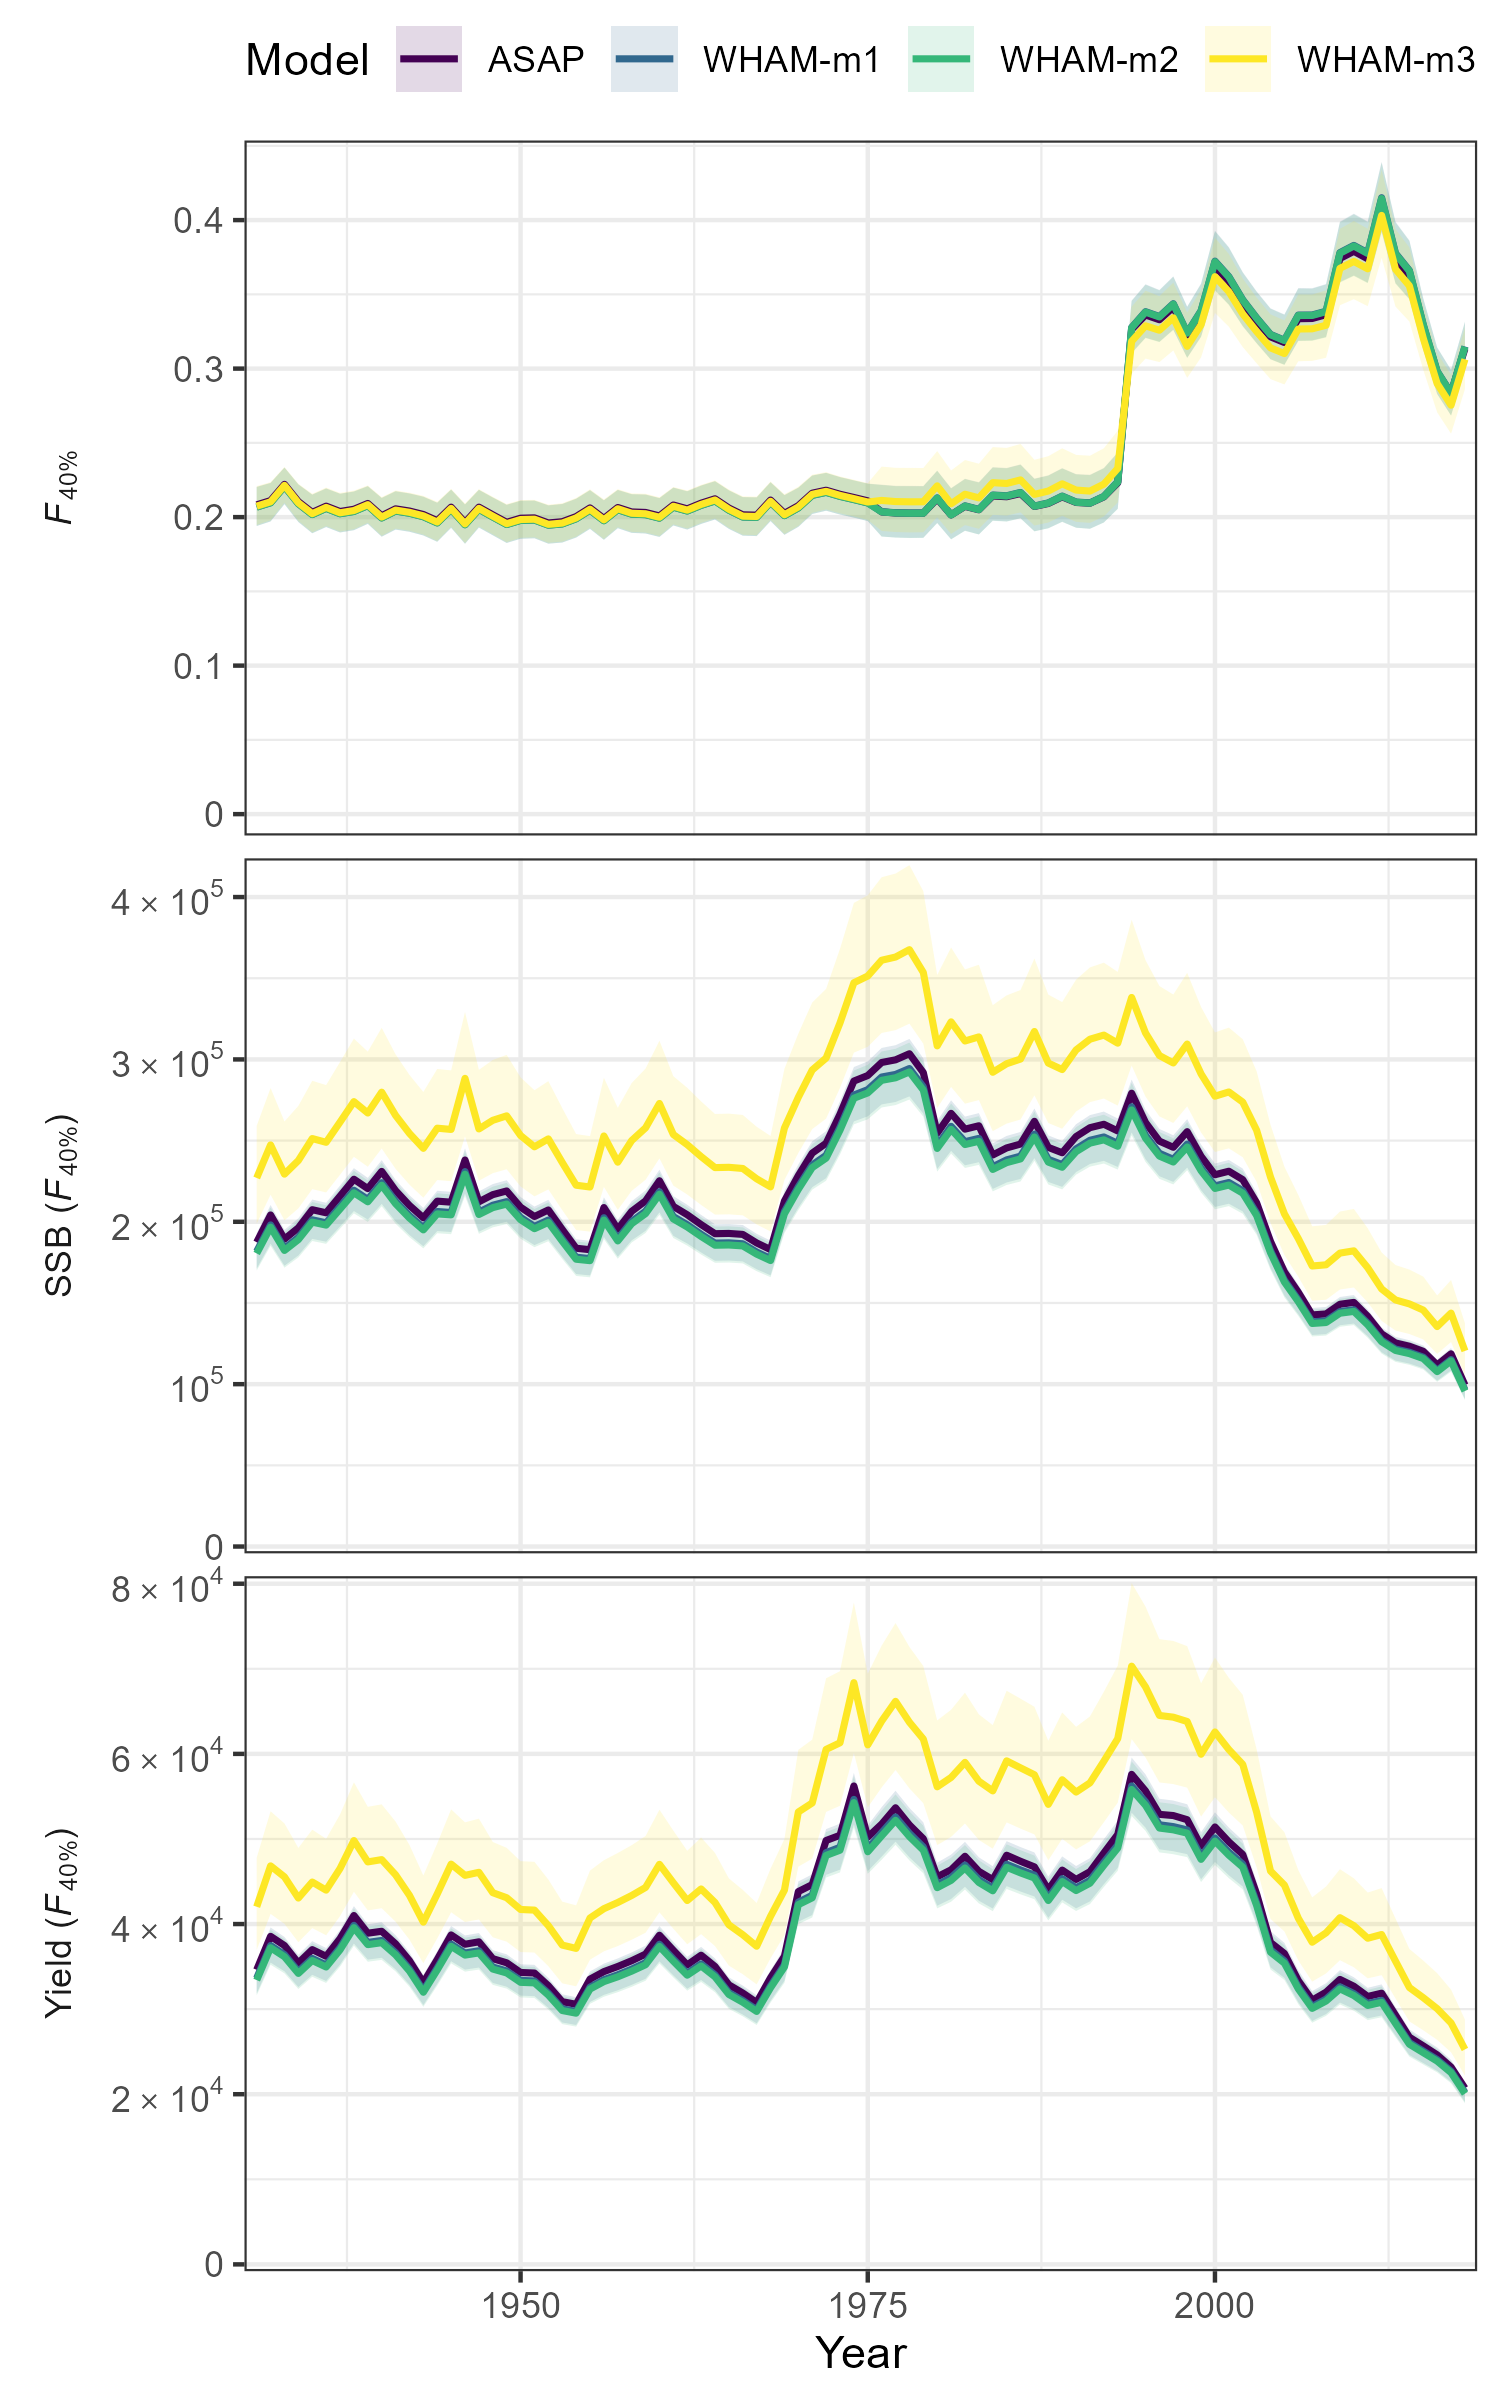 Model ASAP WHAM-m1 WHAM-m2 WHAM-m3
F40%
0.4
0.3
0.2
0.1
0
SSB (F40%)
4 × 10^5
3 × 10^5
2 × 10^5
10^5
0
Yield (F40%)
8 × 10^4
6 × 10^4
4 × 10^4
2 × 10^4
0
1950 1975 2000
Year